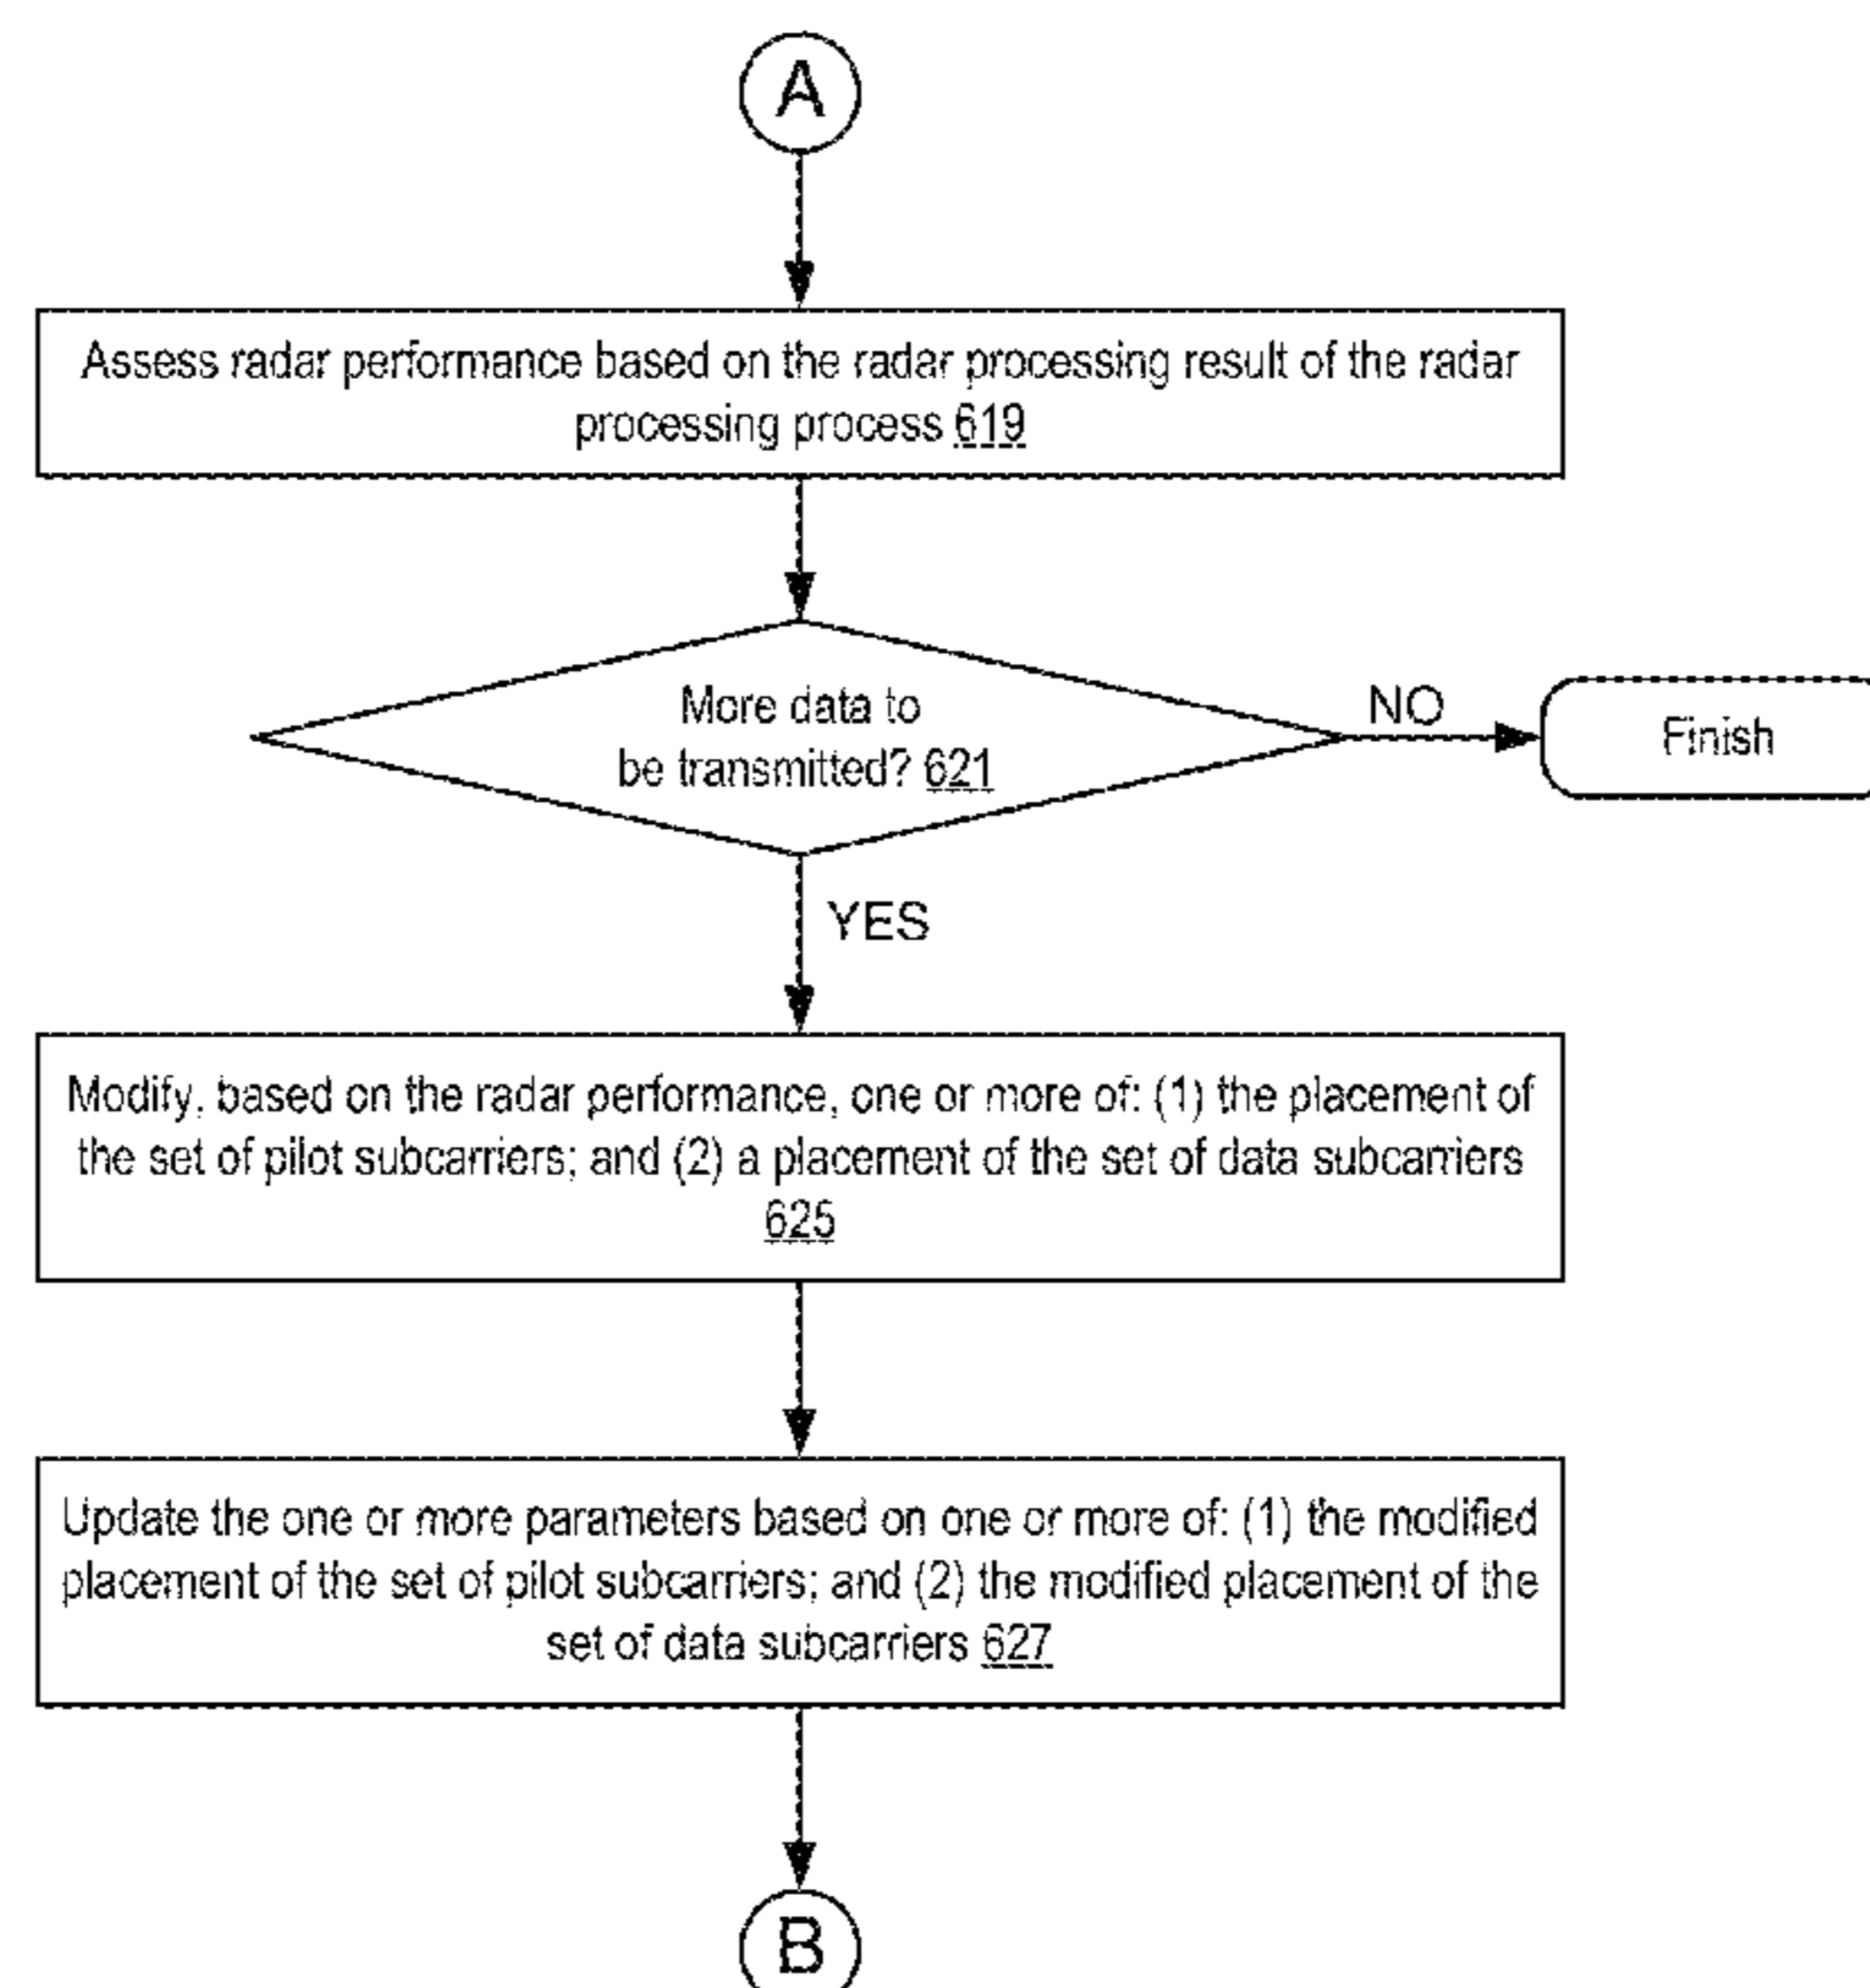 A
Assess radar performance based on the radar processing result of the radar
processing process 619
More data to
be transmitted? 621
NO
Finish
YES
Modify, based on the radar performance, one or more of: (1) the placement of
the set of pilot subcarriers; and (2) a placement of the set of data subcarriers
625
Update the one or more parameters based on one or more of: (1) the modified
placement of the set of pilot subcarriers; and (2) the modified placement of the
set of data subcarriers 627
B